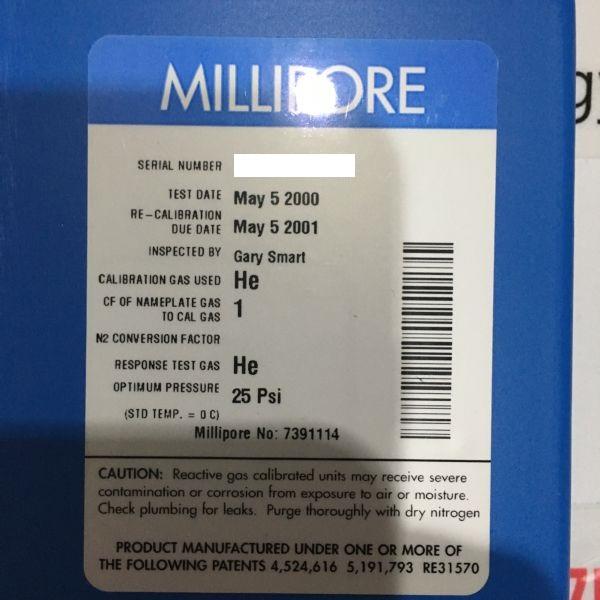 MILLIPORE
SERIAL NUMBER
TEST DATE May 5 2000
RE-CALIBRATION
DUE DATE May 5 2001
INSPECTED BY Gary Smart
CALIBRATION GAS USED He
CF OF NAMEPLATE GAS
TO CAL GAS 1
N2 CONVERSION FACTOR
RESPONSE TEST GAS He
OPTIMUM PRESSURE 25 Psi
(STD TEMP. = 0 C)
Millipore No: 7391114
CAUTION: Reactive gas calibrated units may receive severe
contamination or corrosion from exposure to air or moisture.
Check plumbing for leaks. Purge thoroughly with dry nitrogen
PRODUCT MANUFACTURED UNDER ONE OR MORE OF
THE FOLLOWING PATENTS 4,524,616 5,191,793 RE31570